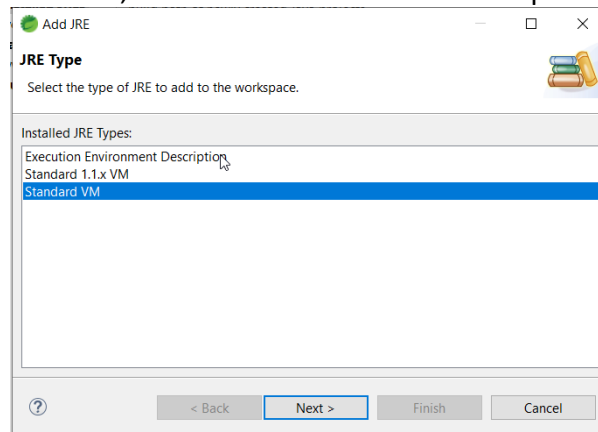 Add JRE
JRE Type
Select the type of JRE to add to the workspace.
Installed JRE Types:
Execution Environment Description
Standard 1.1.x VM
Standard VM
< Back Next > Finish Cancel